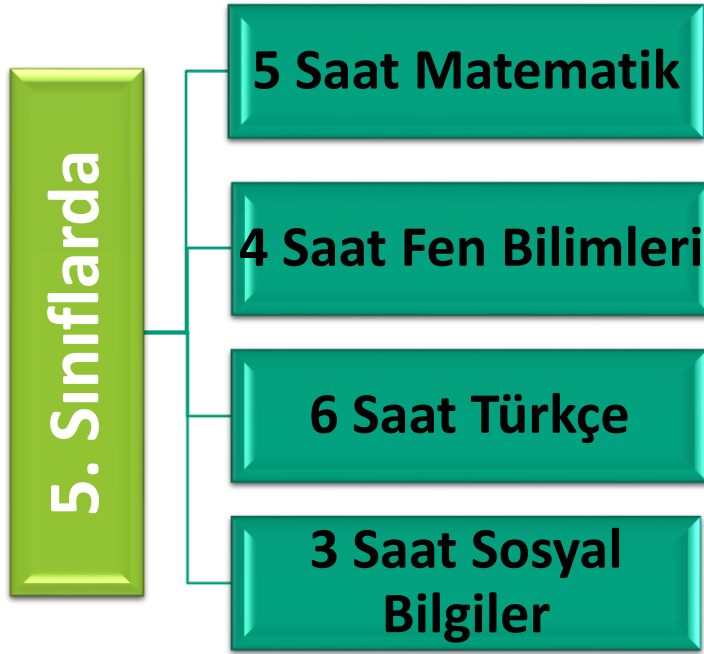 5. Sınıflarda
5 Saat Matematik
4 Saat Fen Bilimleri
6 Saat Türkçe
3 Saat Sosyal
Bilgiler